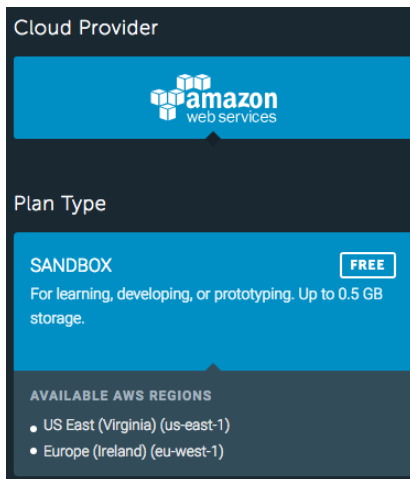 Cloud Provider
amazon
web services
Plan Type
SANDBOX
FREE
For learning, developing, or prototyping. Up to 0.5 GB
storage.
AVAILABLE AWS REGIONS
• US East (Virginia) (us-east-1)
• Europe (Ireland) (eu-west-1)